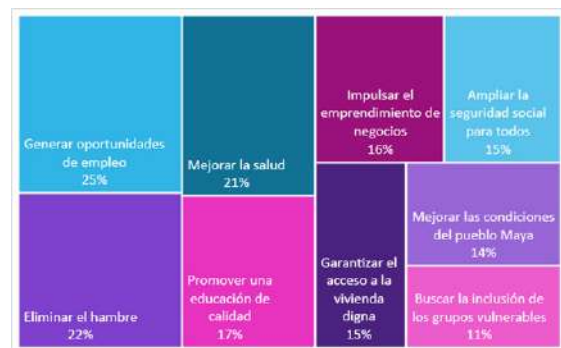 Generar oportunidades
de empleo
25%
Eliminar el hambre
22%
Mejorar la salud
21%
Promover una
educación de
calidad
17%
Impulsar el
emprendimiento de
negocios
16%
Ampliar la
seguridad social
para todos
15%
Garantizar el
acceso a la
vivienda
digna
15%
Mejorar las condiciones
del pueblo Maya
14%
Buscar la inclusión de
los grupos vulnerables
11%